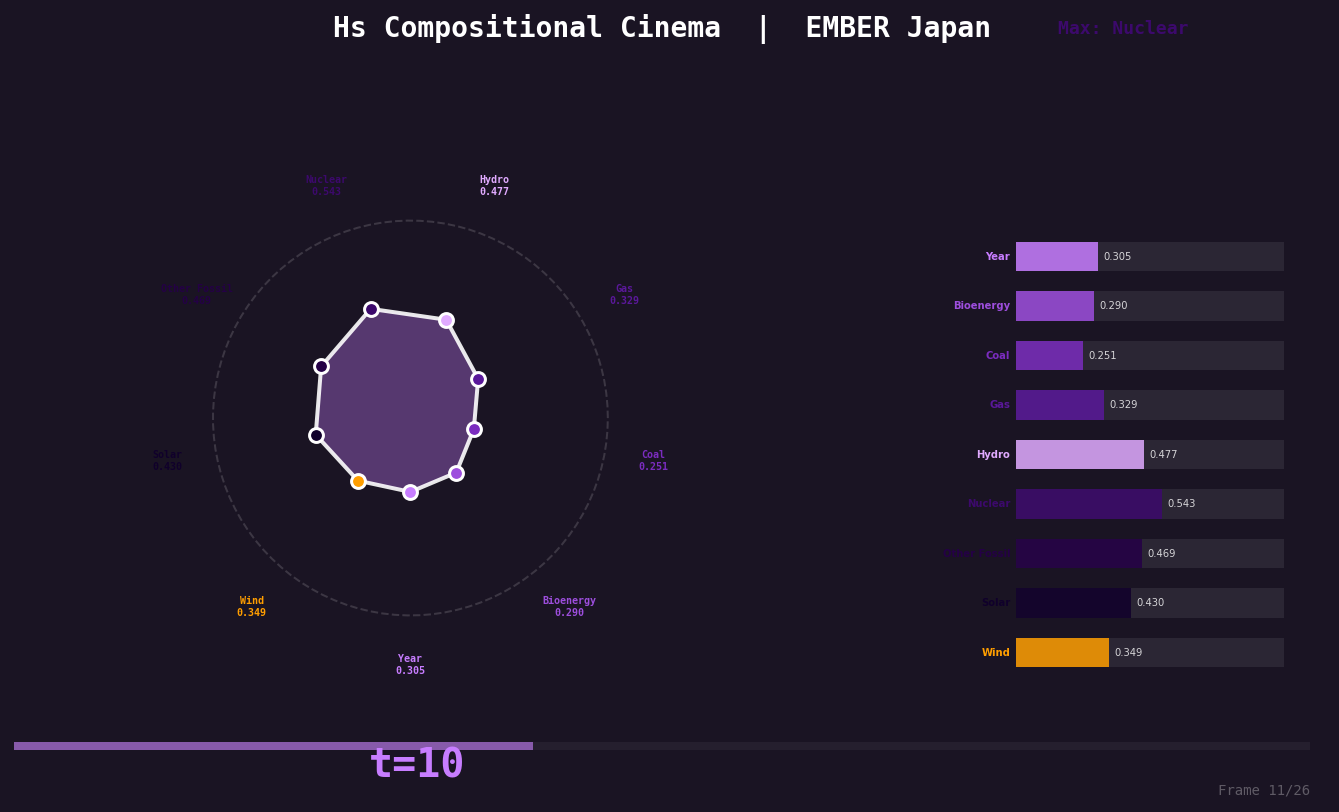 Hs Compositional Cinema | EMBER Japan
Max: Nuclear
Nuclear
0.543
Hydro
0.477
Other Fossil
0.469
Gas
0.329
Solar
0.430
Coal
0.251
Wind
0.349
Bioenergy
0.290
Year
0.305
Year 0.305
Bioenergy 0.290
Coal 0.251
Gas 0.329
Hydro 0.477
Nuclear 0.543
Other Fossil 0.469
Solar 0.430
Wind 0.349
t=10
Frame 11/26